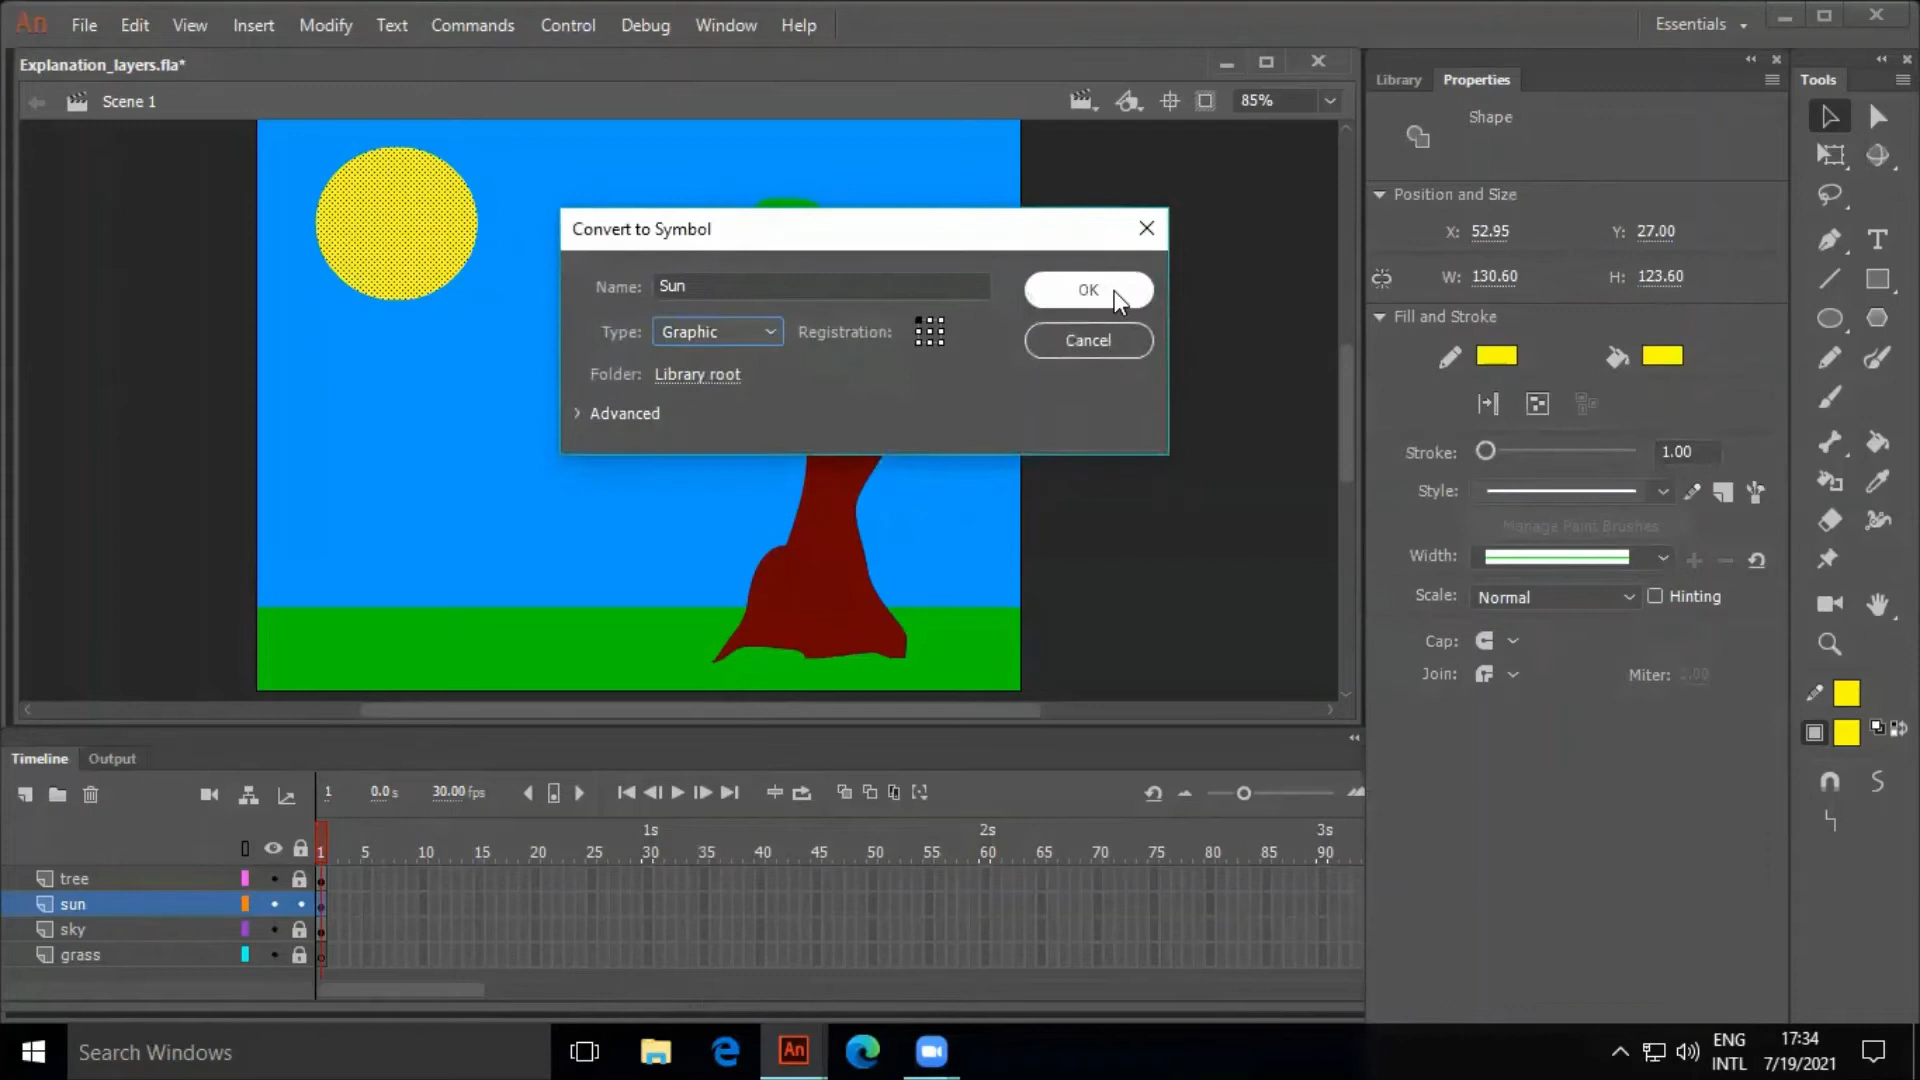 An File Edit View Insert Modify Text Commands Control Debug Window Help Essentials
Explanation_layers.fla*
Scene 1 85%
Convert to Symbol
Name: Sun OK
Type: Graphic Registration:
Cancel
Folder: Library root
Advanced
Library Properties
Shape
Position and Size
X: 52.95 Y: 27.00
W: 130.60 H: 123.60
Fill and Stroke
Stroke: 1.00
Style:
Manage Paint Brushes
Width:
Scale: Normal Hinting
Cap:
Join: Miter: 
Tools
Timeline Output
1 0.0 s 30.00 fps
1s 2s 3s
1 5 10 15 20 25 30 35 40 45 50 55 60 65 70 75 80 85 90
tree
sun
sky
grass
Search Windows
An
ENG
INTL
17:34
7/19/2021